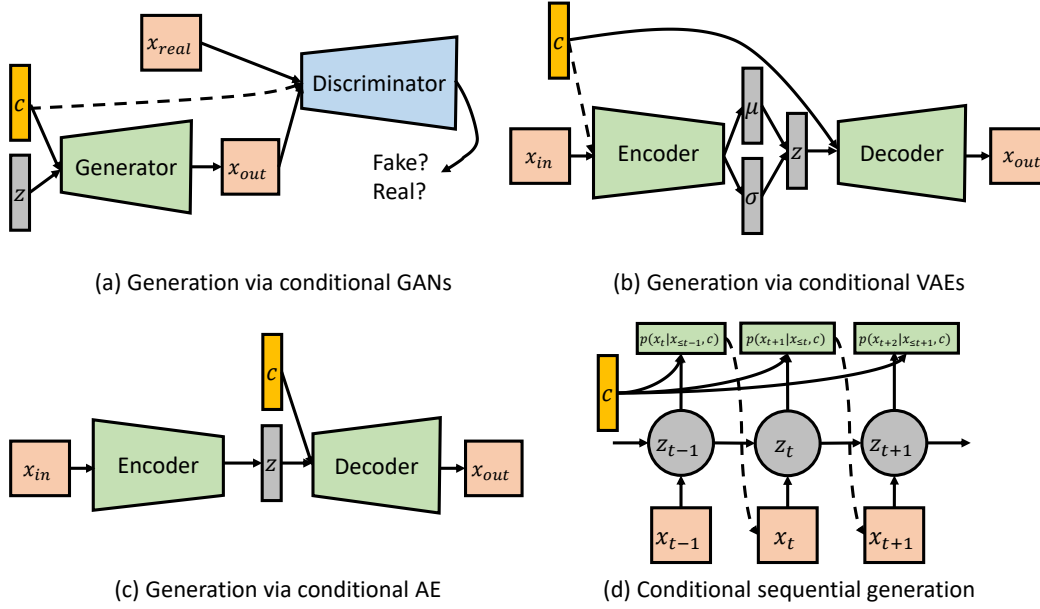 x_real
c
z
Generator
x_out
Discriminator
Fake?
Real?
(a) Generation via conditional GANs
c
x_in
Encoder
μ
σ
z
Decoder
x_out
(b) Generation via conditional VAEs
x_in
Encoder
c
z
Decoder
x_out
(c) Generation via conditional AE
p(x_t|x_{≤t-1}, c)
p(x_{t+1}|x_{≤t}, c)
p(x_{t+2}|x_{≤t+1}, c)
c
z_{t-1}
z_t
z_{t+1}
x_{t-1}
x_t
x_{t+1}
(d) Conditional sequential generation